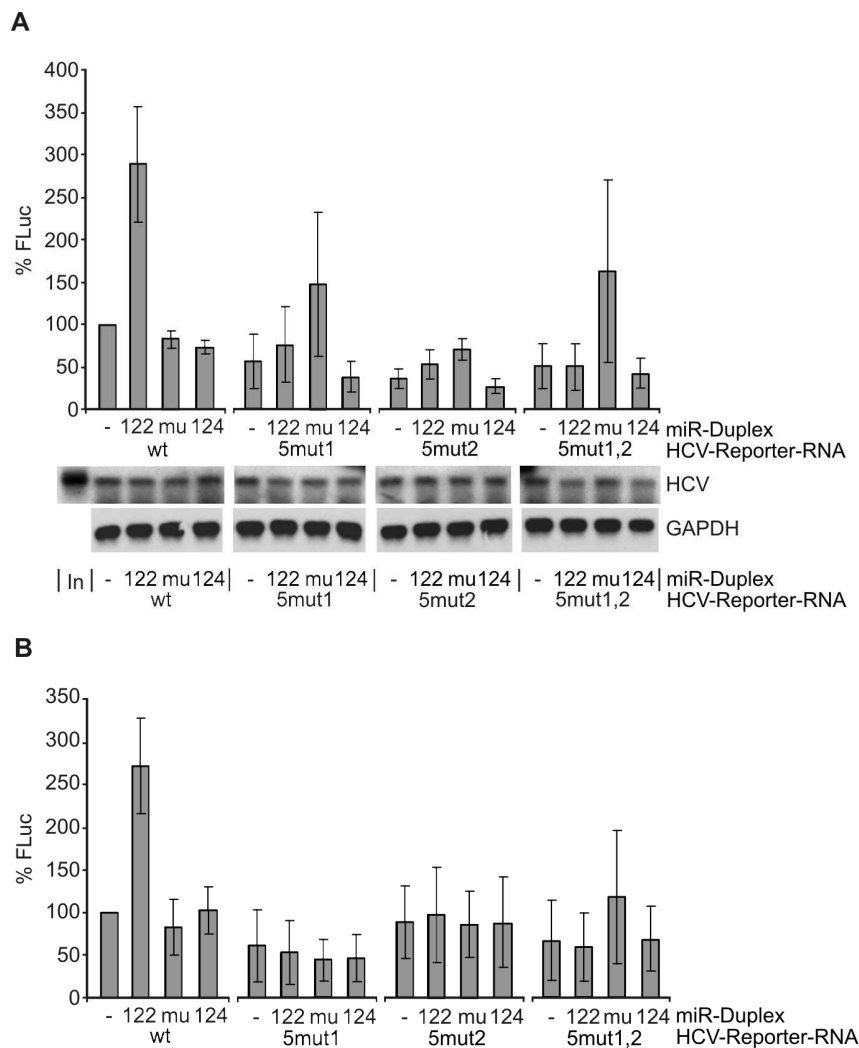 A
400
350
300
250
200
150
100
50
0
% FLuc
- 122 mu 124 - 122 mu 124 - 122 mu 124 - 122 mu 124 miR-Duplex
wt 5mut1 5mut2 5mut1,2 HCV-Reporter-RNA
HCV
GAPDH
| In | - 122 mu 124 | - 122 mu 124 | - 122 mu 124 | - 122 mu 124 | miR-Duplex
wt 5mut1 5mut2 5mut1,2 HCV-Reporter-RNA
B
350
300
250
200
150
100
50
0
% FLuc
- 122 mu 124 - 122 mu 124 - 122 mu 124 - 122 mu 124 miR-Duplex
wt 5mut1 5mut2 5mut1,2 HCV-Reporter-RNA